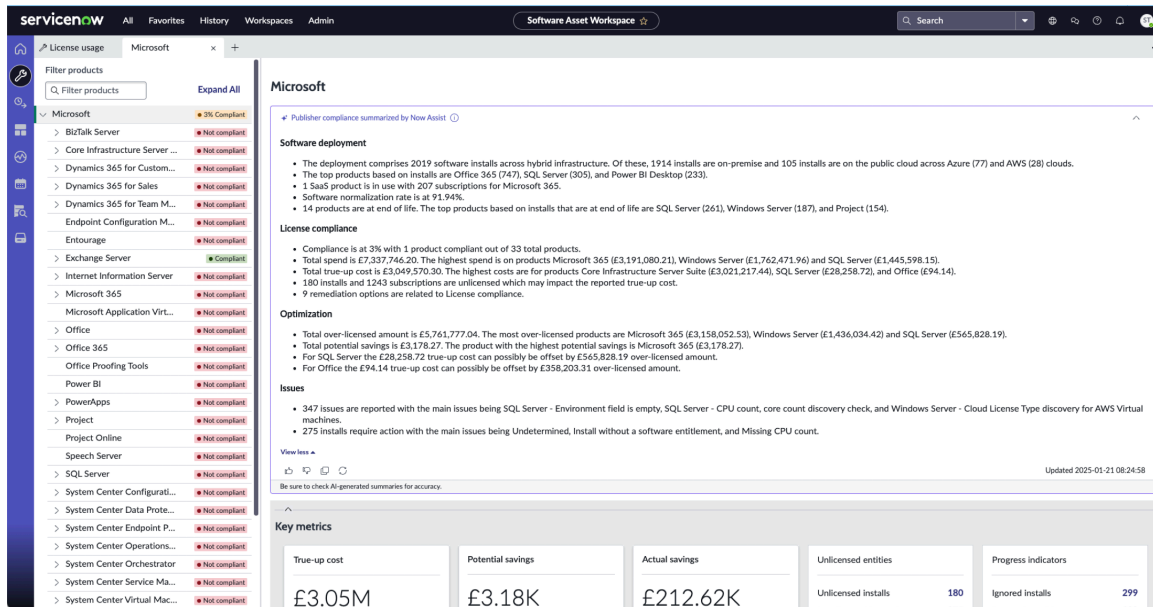 servicenow All Favorites History Workspaces Admin Software Asset Workspace Search ST
License usage Microsoft
Filter products
Filter products Expand All
Microsoft 3% Compliant
BizTalk Server Not compliant
Core Infrastructure Server ... Not compliant
Dynamics 365 for Custom... Not compliant
Dynamics 365 for Sales Not compliant
Dynamics 365 for Team M... Not compliant
Endpoint Configuration M... Not compliant
Entourage Not compliant
Exchange Server Compliant
Internet Information Server Not compliant
Microsoft 365 Not compliant
Microsoft Application Virt... Not compliant
Office Not compliant
Office 365 Not compliant
Office Proofing Tools Not compliant
Power BI Not compliant
PowerApps Not compliant
Project Not compliant
Project Online Not compliant
Speech Server Not compliant
SQL Server Not compliant
System Center Configurati... Not compliant
System Center Data Prote... Not compliant
System Center Endpoint P... Not compliant
System Center Operations... Not compliant
System Center Orchestrator Not compliant
System Center Service Ma... Not compliant
System Center Virtual Mac... Not compliant
Microsoft
Publisher compliance summarized by Now Assist
Software deployment
• The deployment comprises 2019 software installs across hybrid infrastructure. Of these, 1914 installs are on-premise and 105 installs are on the public cloud across Azure (77) and AWS (28) clouds.
• The top products based on installs are Office 365 (747), SQL Server (305), and Power BI Desktop (233).
• 1 SaaS product is in use with 207 subscriptions for Microsoft 365.
• Software normalization rate is at 91.94%.
• 14 products are at end of life. The top products based on installs that are at end of life are SQL Server (261), Windows Server (187), and Project (154).
License compliance
• Compliance is at 3% with 1 product compliant out of 33 total products.
• Total spend is £7,337,746.20. The highest spend is on products Microsoft 365 (£3,191,080.21), Windows Server (£1,762,471.96) and SQL Server (£1,445,598.15).
• Total true-up cost is £3,049,570.30. The highest costs are for products Core Infrastructure Server Suite (£3,021,217.44), SQL Server (£28,258.72), and Office (£94.14).
• 180 installs and 1243 subscriptions are unlicensed which may impact the reported true-up cost.
• 9 remediation options are related to License compliance.
Optimization
• Total over-licensed amount is £5,761,777.04. The most over-licensed products are Microsoft 365 (£3,158,052.53), Windows Server (£1,436,034.42) and SQL Server (£565,828.19).
• Total potential savings is £3,178.27. The product with the highest potential savings is Microsoft 365 (£3,178.27).
• For SQL Server the £28,258.72 true-up cost can possibly be offset by £565,828.19 over-licensed amount.
• For Office the £94.14 true-up cost can possibly be offset by £358,203.31 over-licensed amount.
Issues
• 347 issues are reported with the main issues being SQL Server - Environment field is empty, SQL Server - CPU count, core count discovery check, and Windows Server - Cloud License Type discovery for AWS Virtual
machines.
• 275 installs require action with the main issues being Undetermined, Install without a software entitlement, and Missing CPU count.
View less
Updated 2025-01-21 08:24:58
Be sure to check AI-generated summaries for accuracy.
Key metrics
True-up cost Potential savings Actual savings Unlicensed entities Progress indicators
£3.05M £3.18K £212.62K Unlicensed installs 180 Ignored installs 299